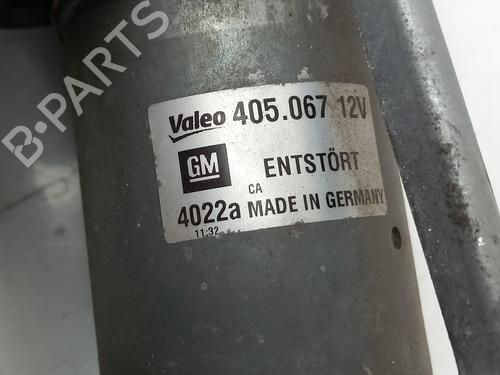 Valeo 405.067 12V
GM ENTSTÖRT
CA
4022a MADE IN GERMANY
11:32
B-PARTS